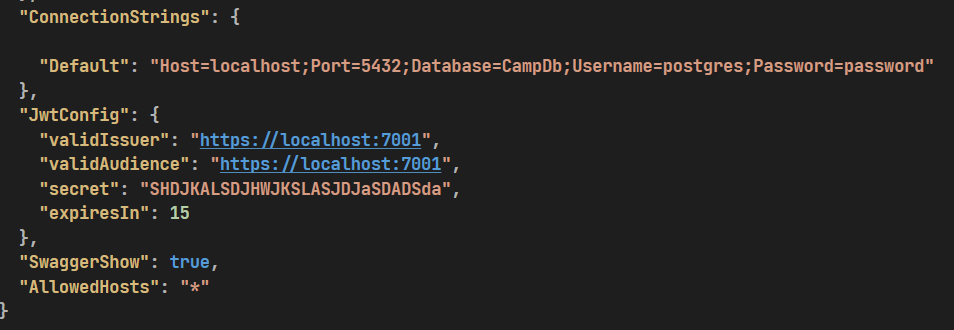 },
"ConnectionStrings": {
"Default": "Host=localhost;Port=5432;Database=CampDb;Username=postgres;Password=password"
},
"JwtConfig": {
"validIssuer": "https://localhost:7001",
"validAudience": "https://localhost:7001",
"secret": "SHDJKALSDJHWJKSLASJDJaSDADSda",
"expiresIn": 15
},
"SwaggerShow": true,
"AllowedHosts": "*"
}